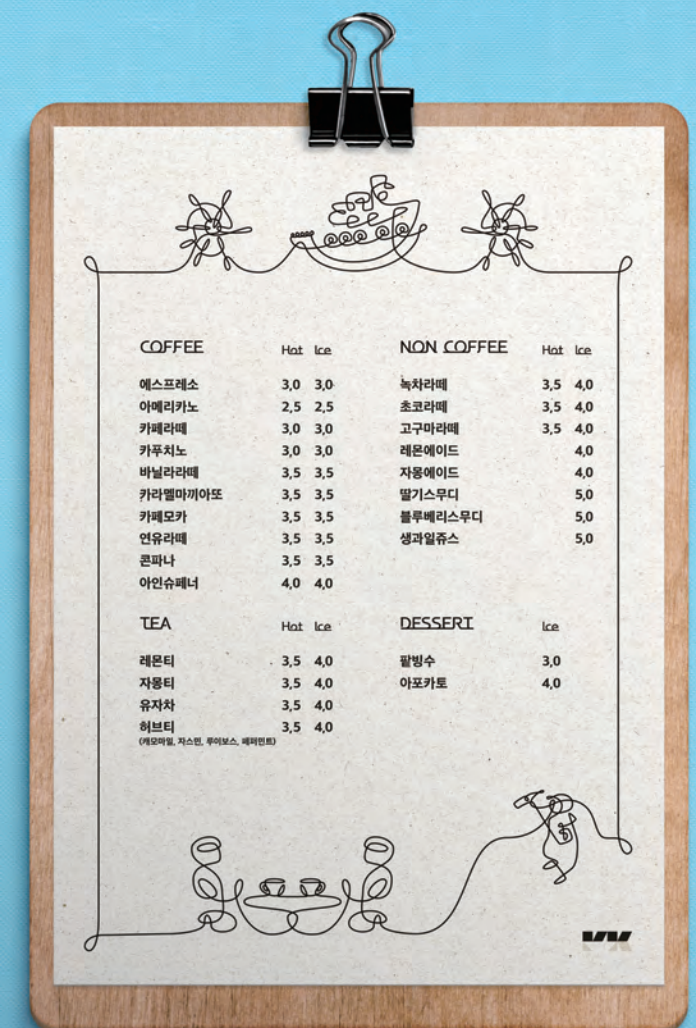 COFFEE Hot Ice
에스프레소 3,0 3,0
아메리카노 2,5 2,5
카페라떼 3,0 3,0
카푸치노 3,0 3,0
바닐라라떼 3,5 3,5
카라멜마끼아또 3,5 3,5
카페모카 3,5 3,5
연유라떼 3,5 3,5
콘파나 3,5 3,5
아인슈페너 4,0 4,0
TEA Hot Ice
레몬티 3,5 4,0
자몽티 3,5 4,0
유자차 3,5 4,0
허브티 3,5 4,0
(캐모마일, 자스민, 루이보스, 페퍼민트)
NON COFFEE Hot Ice
녹차라떼 3,5 4,0
초코라떼 3,5 4,0
고구마라떼 3,5 4,0
레몬에이드 4,0
자몽에이드 4,0
딸기스무디 5,0
블루베리스무디 5,0
생과일쥬스 5,0
DESSERT Ice
팥빙수 3,0
아포카토 4,0